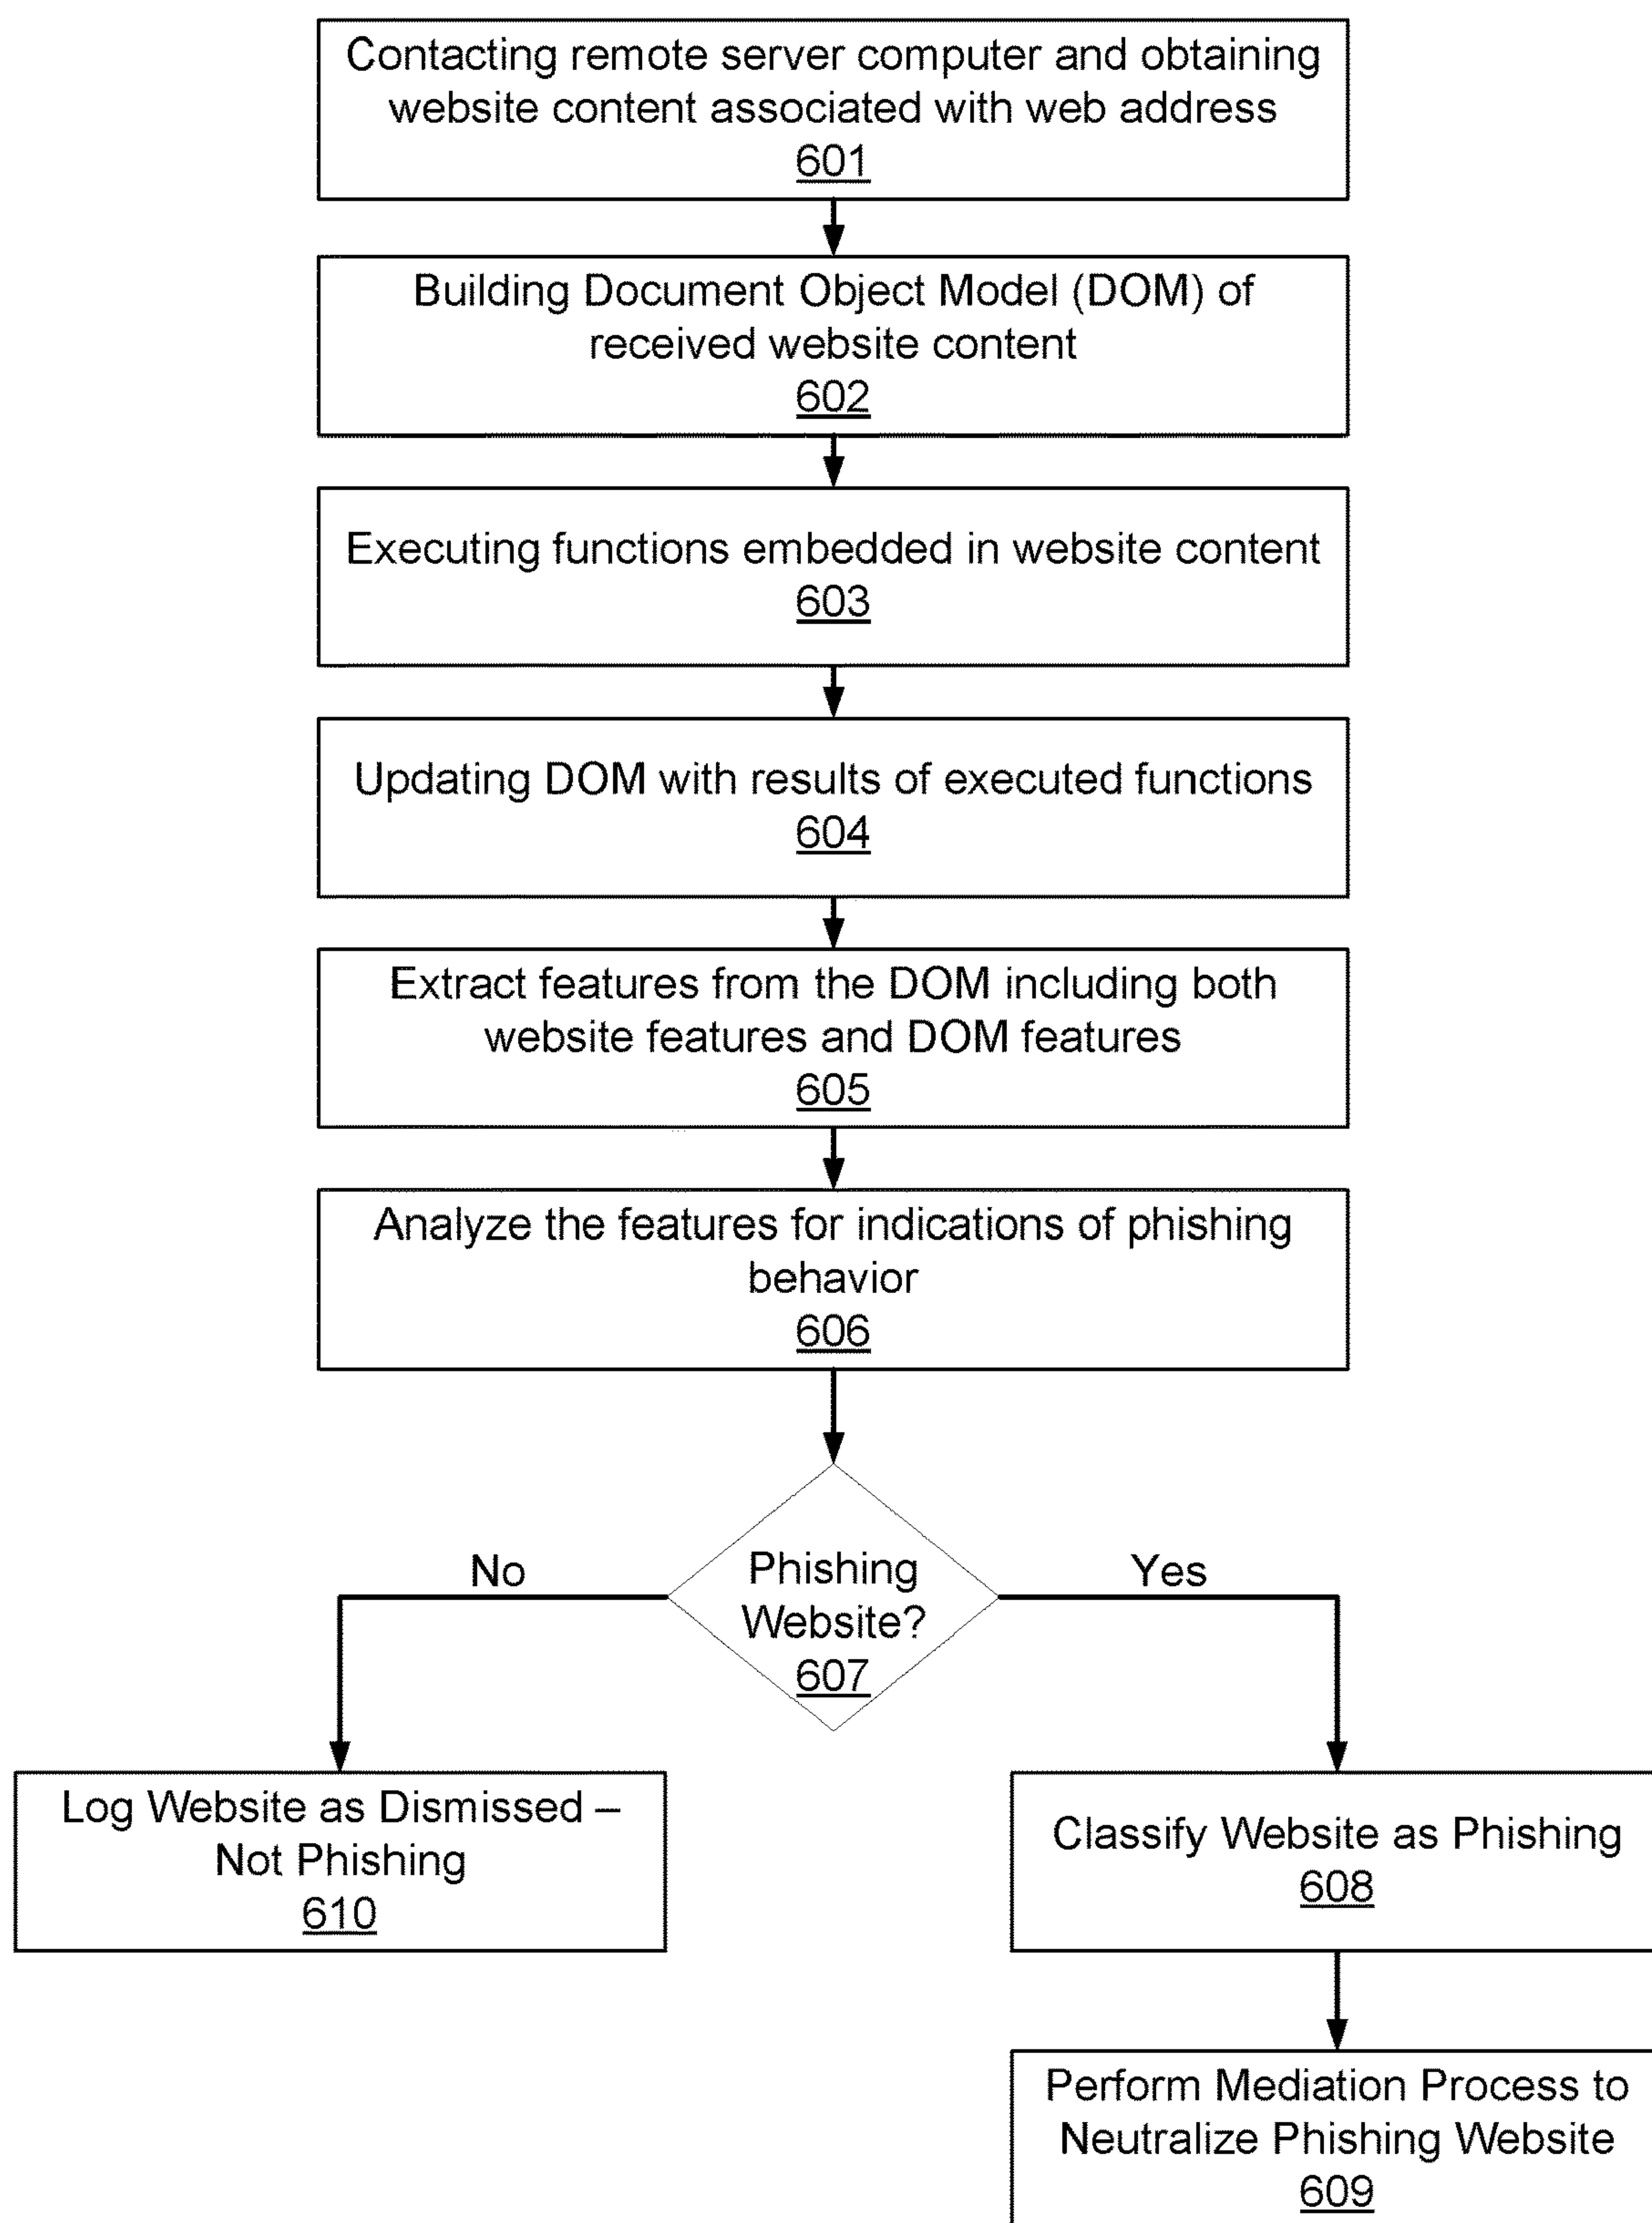 Contacting remote server computer and obtaining
website content associated with web address
601
Building Document Object Model (DOM) of
received website content
602
Executing functions embedded in website content
603
Updating DOM with results of executed functions
604
Extract features from the DOM including both
website features and DOM features
605
Analyze the features for indications of phishing
behavior
606
No
Phishing
Website?
607
Yes
Log Website as Dismissed –
Not Phishing
610
Classify Website as Phishing
608
Perform Mediation Process to
Neutralize Phishing Website
609